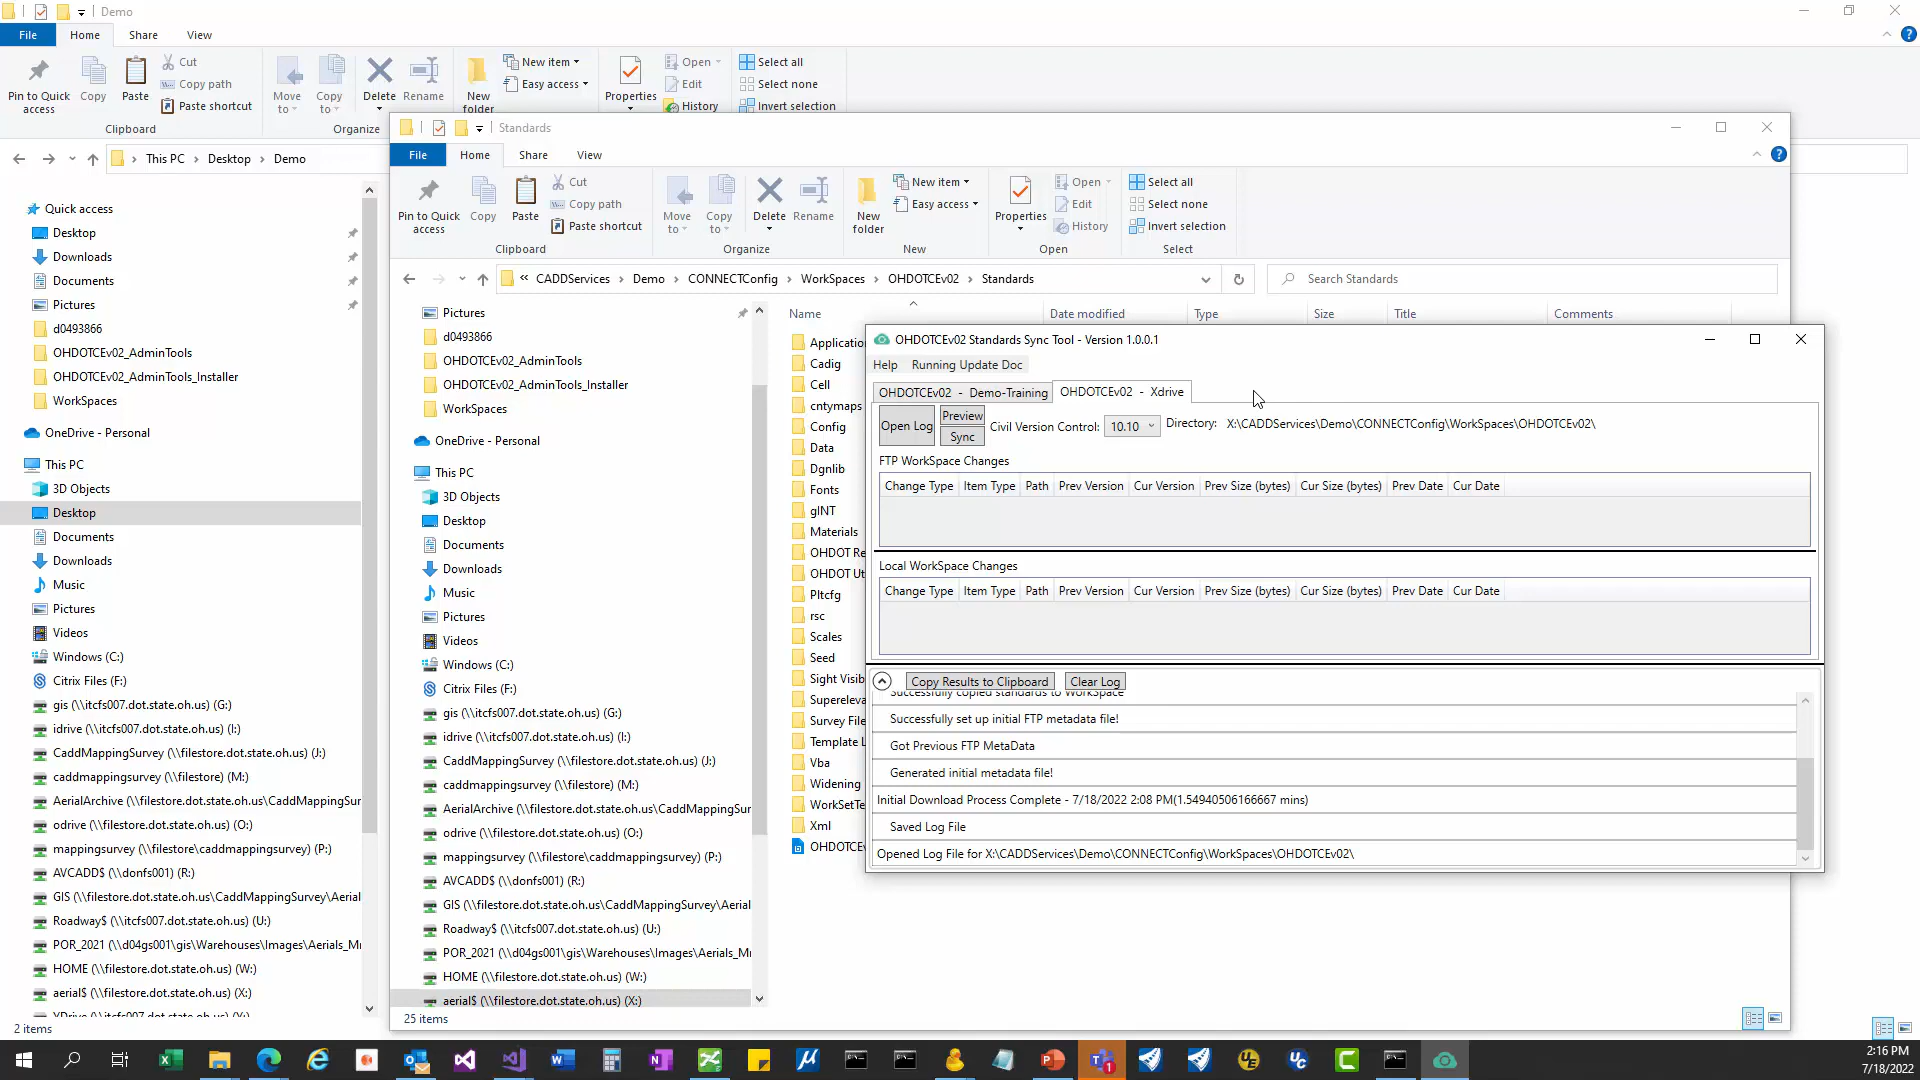 Demo
File
Home
Share
View
Pin to Quick access
Copy
Paste
Cut
Copy path
Paste shortcut
Clipboard
Move to
Copy to
Delete
Rename
Organize
New folder
New item
Easy access
Properties
Open
Edit
History
Select all
Select none
Invert selection
This PC > Desktop > Demo
Quick access
Desktop
Downloads
Documents
Pictures
d0493866
OHDOTCEv02_AdminTools
OHDOTCEv02_AdminTools_Installer
WorkSpaces
OneDrive - Personal
This PC
3D Objects
Desktop
Documents
Downloads
Music
Pictures
Videos
Windows (C:)
Citrix Files (F:)
gis (\\itcfs007.dot.state.oh.us) (G:)
idrive (\\itcfs007.dot.state.oh.us) (I:)
CaddMappingSurvey (\\filestore.dot.state.oh.us) (J:)
caddmappingsurvey (\\filestore) (M:)
AerialArchive (\\filestore.dot.state.oh.us\CaddMappingSur
odrive (\\filestore.dot.state.oh.us) (O:)
mappingsurvey (\\filestore\caddmappingsurvey) (P:)
AVCADD$ (\\donfs001) (R:)
GIS (\\filestore.dot.state.oh.us\CaddMappingSurvey\Aerial
Roadway$ (\\itcfs007.dot.state.oh.us) (U:)
POR_2021 (\\d04gs001\gis\Warehouses\Images\Aerials_M
HOME (\\filestore.dot.state.oh.us) (W:)
aerial$ (\\filestore.dot.state.oh.us) (X:)
2 items
Standards
File
Home
Share
View
Pin to Quick access
Copy
Paste
Cut
Copy path
Paste shortcut
Clipboard
Move to
Copy to
Delete
Rename
Organize
New folder
New item
Easy access
New
Properties
Open
Edit
History
Open
Select all
Select none
Invert selection
Select
« CADDServices > Demo > CONNECTConfig > WorkSpaces > OHDOTCEv02 > Standards
Search Standards
Pictures
d0493866
OHDOTCEv02_AdminTools
OHDOTCEv02_AdminTools_Installer
WorkSpaces
OneDrive - Personal
This PC
3D Objects
Desktop
Documents
Downloads
Music
Pictures
Videos
Windows (C:)
Citrix Files (F:)
gis (\\itcfs007.dot.state.oh.us) (G:)
idrive (\\itcfs007.dot.state.oh.us) (I:)
CaddMappingSurvey (\\filestore.dot.state.oh.us) (J:)
caddmappingsurvey (\\filestore) (M:)
AerialArchive (\\filestore.dot.state.oh.us\CaddMappingSur
odrive (\\filestore.dot.state.oh.us) (O:)
mappingsurvey (\\filestore\caddmappingsurvey) (P:)
AVCADD$ (\\donfs001) (R:)
GIS (\\filestore.dot.state.oh.us\CaddMappingSurvey\Aerial
Roadway$ (\\itcfs007.dot.state.oh.us) (U:)
POR_2021 (\\d04gs001\gis\Warehouses\Images\Aerials_M
HOME (\\filestore.dot.state.oh.us) (W:)
aerial$ (\\filestore.dot.state.oh.us) (X:)
25 items
Name Date modified Type Size Title Comments
Applicatio
Cadig
Cell
cntymaps
Config
Data
Dgnlib
Fonts
gINT
Materials
OHDOT Re
OHDOT Ut
Pltcfg
rsc
Scales
Seed
Sight Visib
Supereleva
Survey File
Template L
Vba
Widening
WorkSetTe
Xml
OHDOTCEv
OHDOTCEv02 Standards Sync Tool - Version 1.0.0.1
Help Running Update Doc
OHDOTCEv02 - Demo-Training
OHDOTCEv02 - Xdrive
Open Log
Preview
Sync
Civil Version Control: 10.10
Directory: X:\CADDServices\Demo\CONNECTConfig\WorkSpaces\OHDOTCEv02\
FTP WorkSpace Changes
Change Type Item Type Path Prev Version Cur Version Prev Size (bytes) Cur Size (bytes) Prev Date Cur Date
Local WorkSpace Changes
Change Type Item Type Path Prev Version Cur Version Prev Size (bytes) Cur Size (bytes) Prev Date Cur Date
Copy Results to Clipboard
Clear Log
Successfully copied standards to WorkSpace
Successfully set up initial FTP metadata file!
Got Previous FTP MetaData
Generated initial metadata file!
Initial Download Process Complete - 7/18/2022 2:08 PM(1.54940506166667 mins)
Saved Log File
Opened Log File for X:\CADDServices\Demo\CONNECTConfig\WorkSpaces\OHDOTCEv02\
2:16 PM
7/18/2022